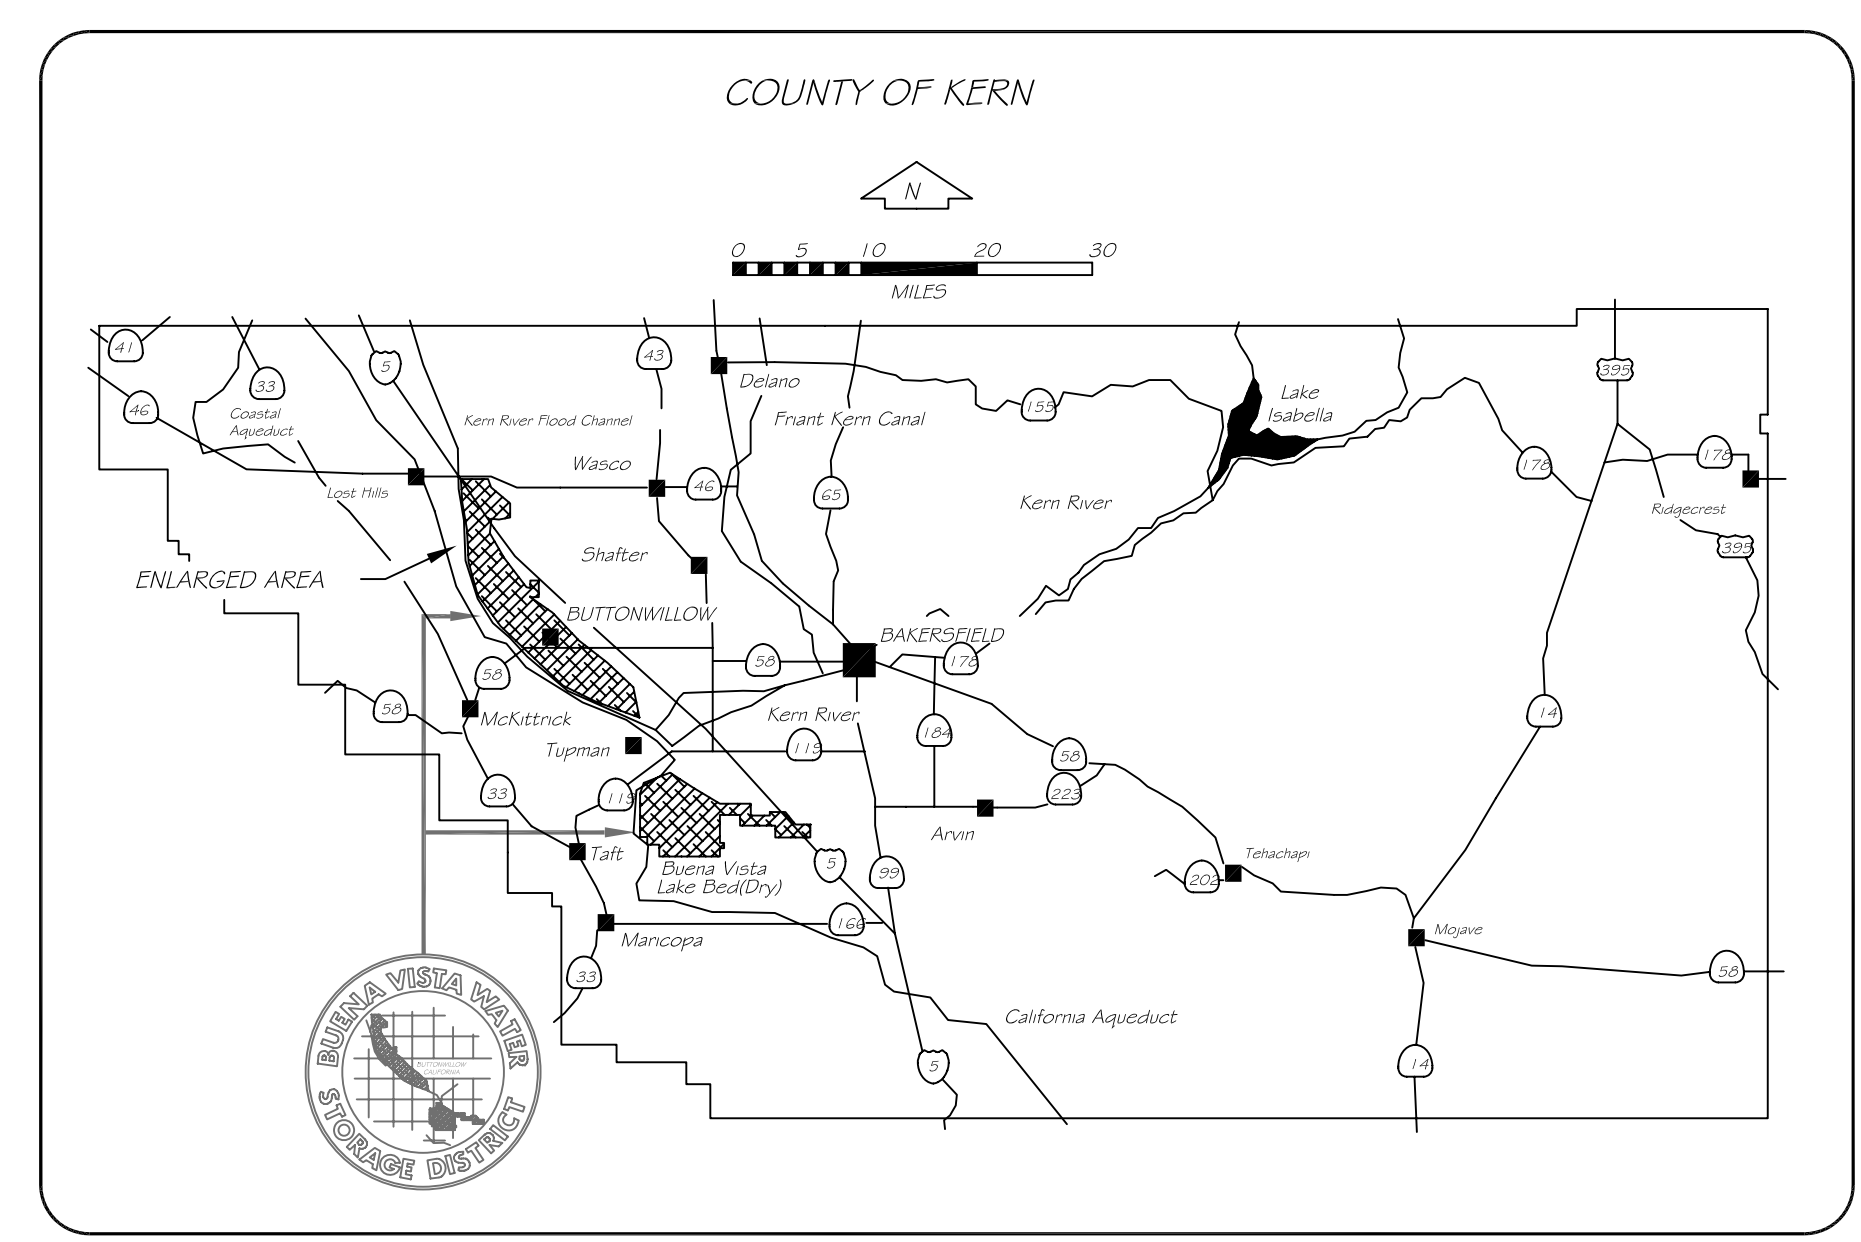 COUNTY OF KERN
N
0 5 10 20 30
MILES
41
33
5
43
Delano
46
Coastal
Aqueduct
Kern River Flood Channel
Friant Kern Canal
155
Lake
Isabella
395
Wasco
46
65
178
178
Lost Hills
Kern River
Ridgecrest
395
Shafter
ENLARGED AREA
BUTTONWILLOW
BAKERSFIELD
58
58
178
58
McKittrick
Kern River
184
14
Tupman
119
58
33
119
223
Arvin
Taft
Buena Vista
Lake Bed(Dry)
5
99
Tehachapi
202
166
Maricopa
Mojave
33
58
California Aqueduct
5
14
BUENA VISTA WATER
STORAGE DISTRICT
BUTTONWILLOW
CALIFORNIA